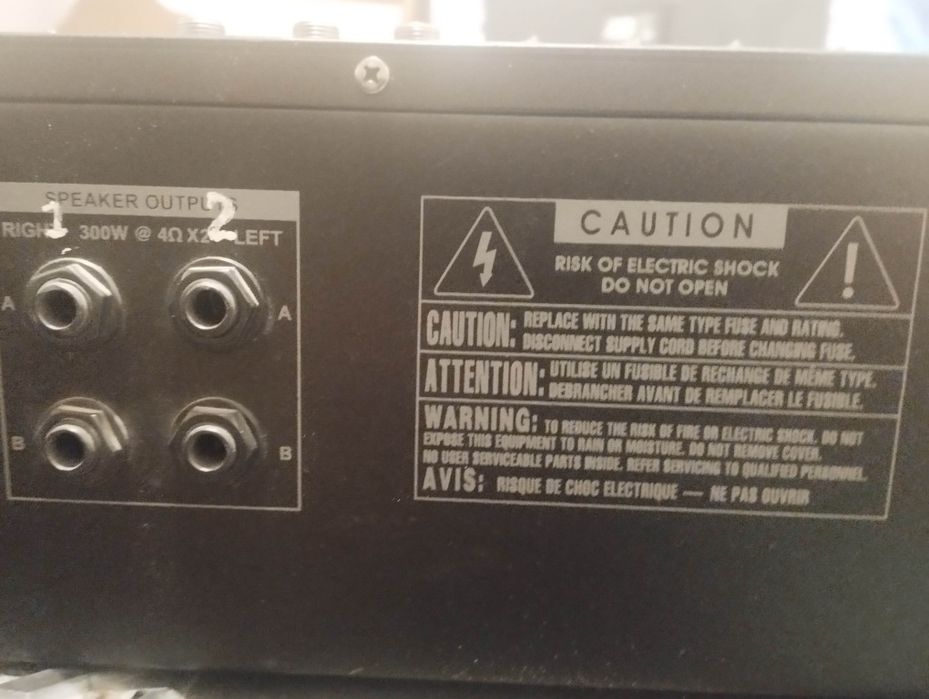 SPEAKER OUTPUTS
1 2
RIGHT 300W @ 4Ω X2 LEFT
A A
B B
CAUTION
RISK OF ELECTRIC SHOCK
DO NOT OPEN
CAUTION: REPLACE WITH THE SAME TYPE FUSE AND RATING.
DISCONNECT SUPPLY CORD BEFORE CHANGING FUSE.
ATTENTION: UTILISE UN FUSIBLE DE RECHANGE DE MÊME TYPE.
DEBRANCHER AVANT DE REMPLACER LE FUSIBLE.
WARNING: TO REDUCE THE RISK OF FIRE OR ELECTRIC SHOCK, DO NOT
EXPOSE THIS EQUIPMENT TO RAIN OR MOISTURE. DO NOT REMOVE COVER.
NO USER SERVICEABLE PARTS INSIDE. REFER SERVICING TO QUALIFIED PERSONNEL.
AVIS: RISQUE DE CHOC ELECTRIQUE — NE PAS OUVRIR